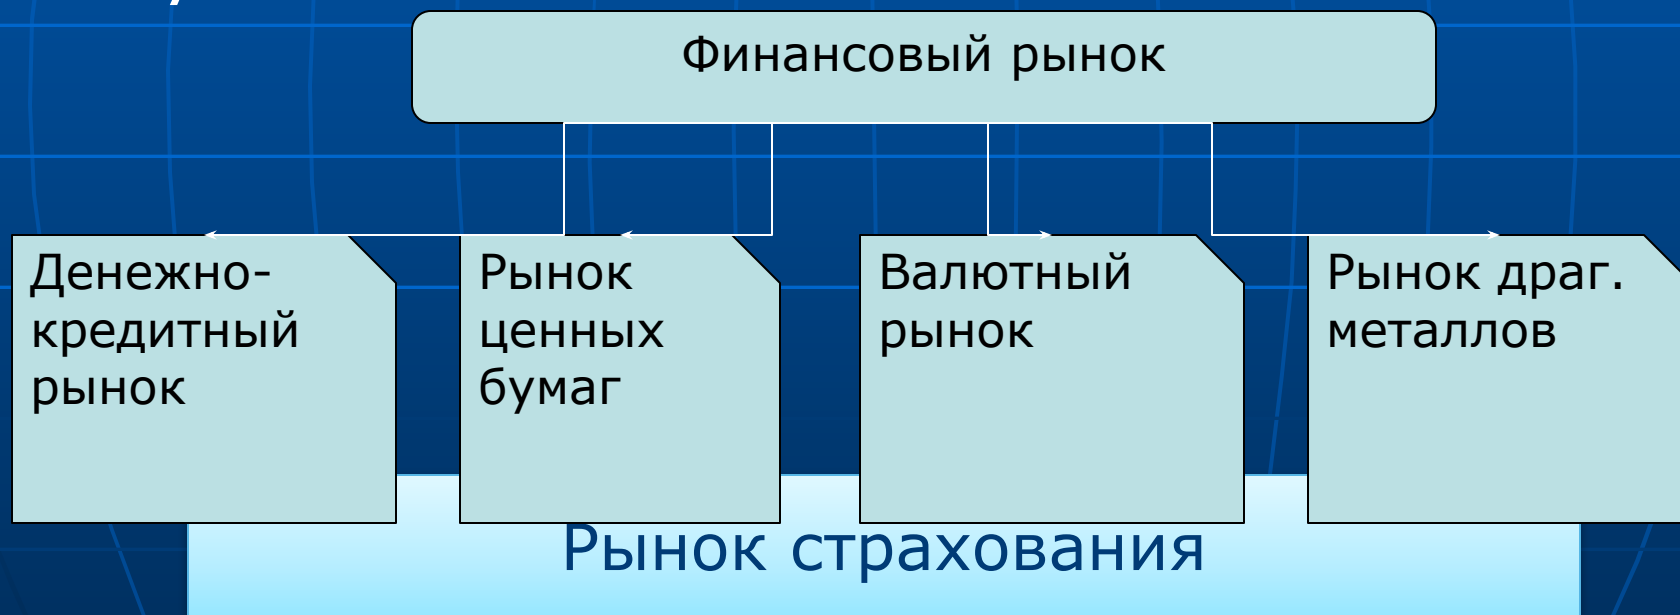 Финансовый рынок
Денежно-
кредитный
рынок
Рынок
ценных
бумаг
Валютный
рынок
Рынок драг.
металлов
Рынок страхования